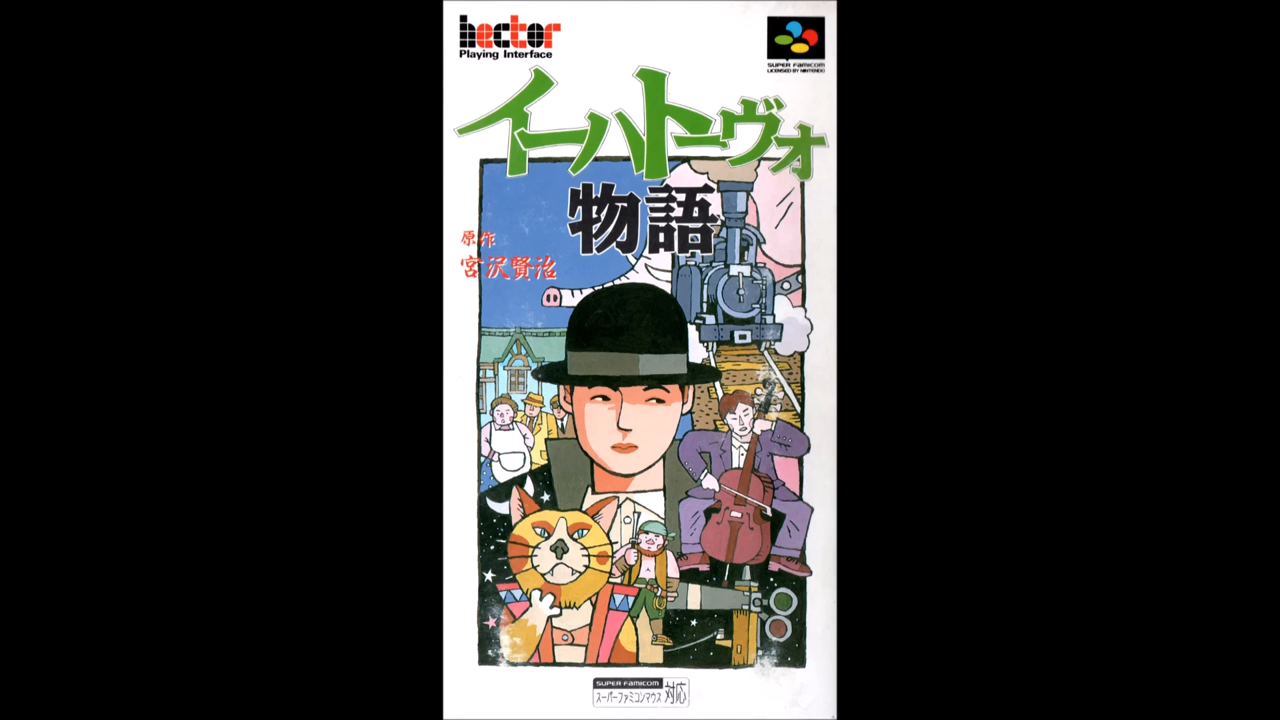 hector
Playing Interface
SUPER FAMICOM
LICENSED BY NINTENDO
イーハトーヴォ
物語
原作
宮沢賢治
SUPER FAMICOM
スーパーファミコンマウス 対応